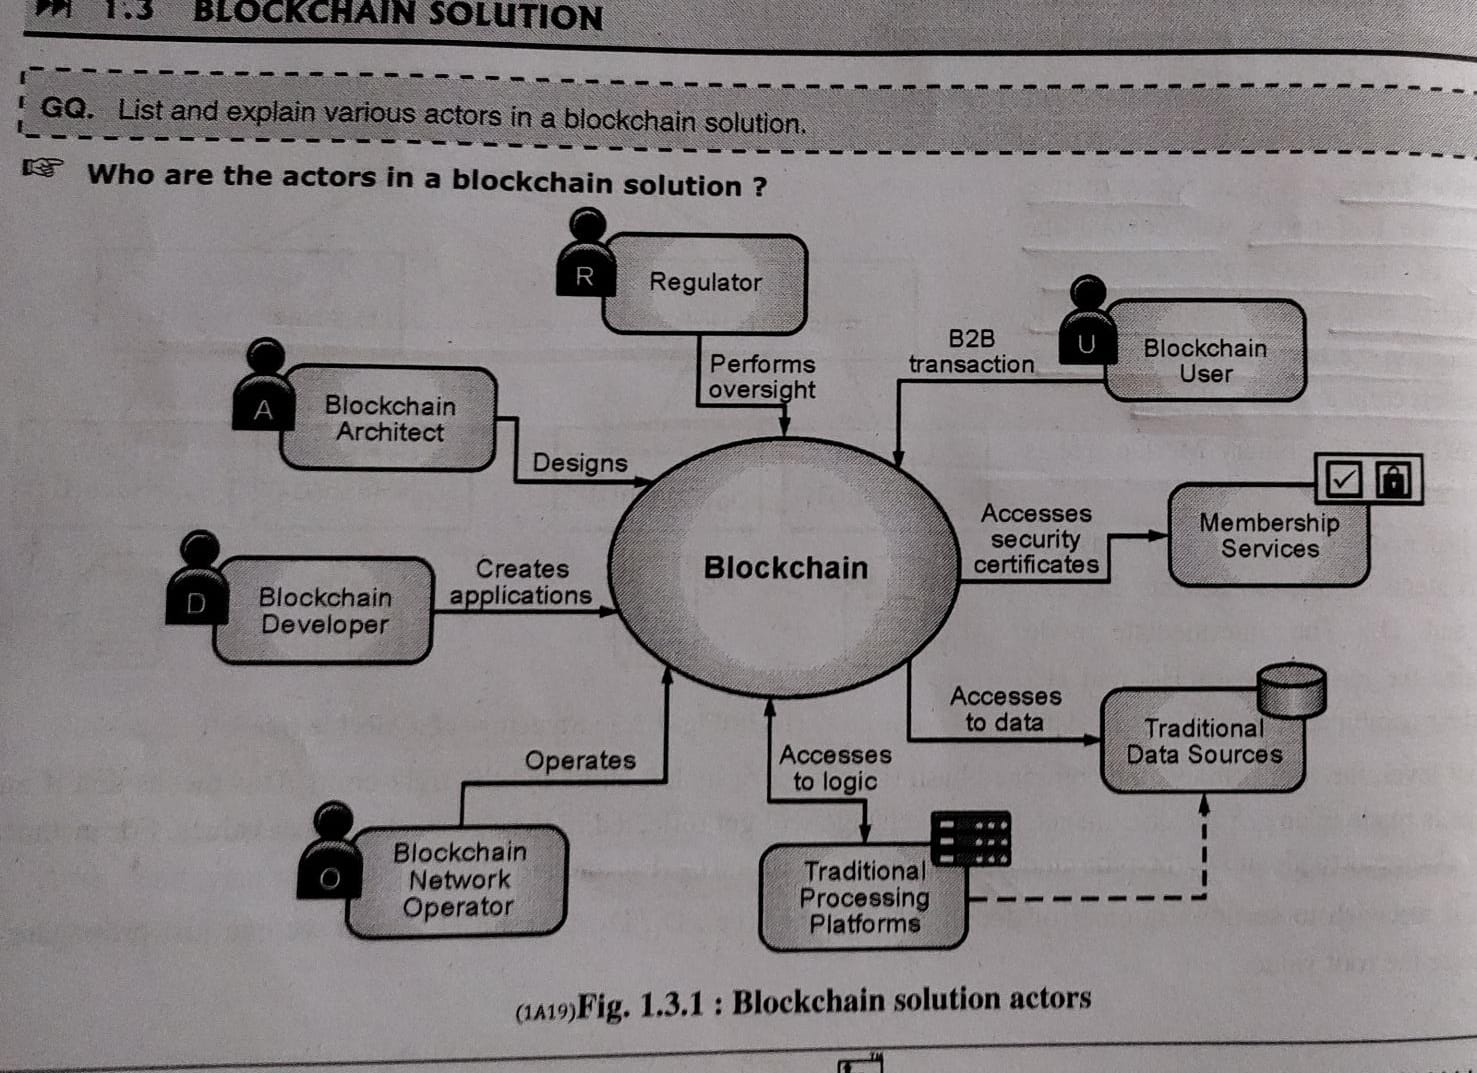 1.3 BLOCKCHAIN SOLUTION
GQ. List and explain various actors in a blockchain solution.
Who are the actors in a blockchain solution ?
R
Regulator
Performs
oversight
U
Blockchain
User
B2B
transaction
A
Blockchain
Architect
Designs
Blockchain
Accesses
security
certificates
Membership
Services
D
Blockchain
Developer
Creates
applications
Accesses
to data
Traditional
Data Sources
Operates
Accesses
to logic
O
Blockchain
Network
Operator
Traditional
Processing
Platforms
(1A19)Fig. 1.3.1 : Blockchain solution actors
TM